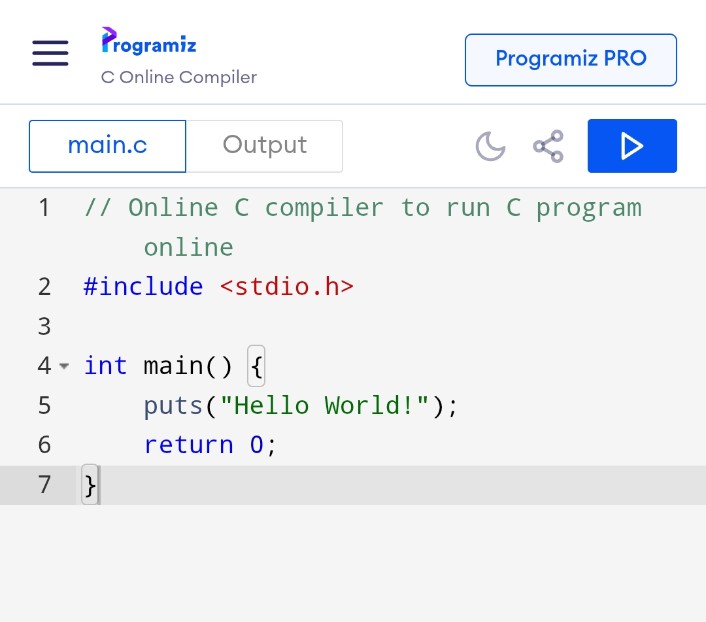 Programiz
C Online Compiler
Programiz PRO
main.c
Output
1 // Online C compiler to run C program
online
2 #include <stdio.h>
3
4 int main() {
5 puts("Hello World!");
6 return 0;
7 }